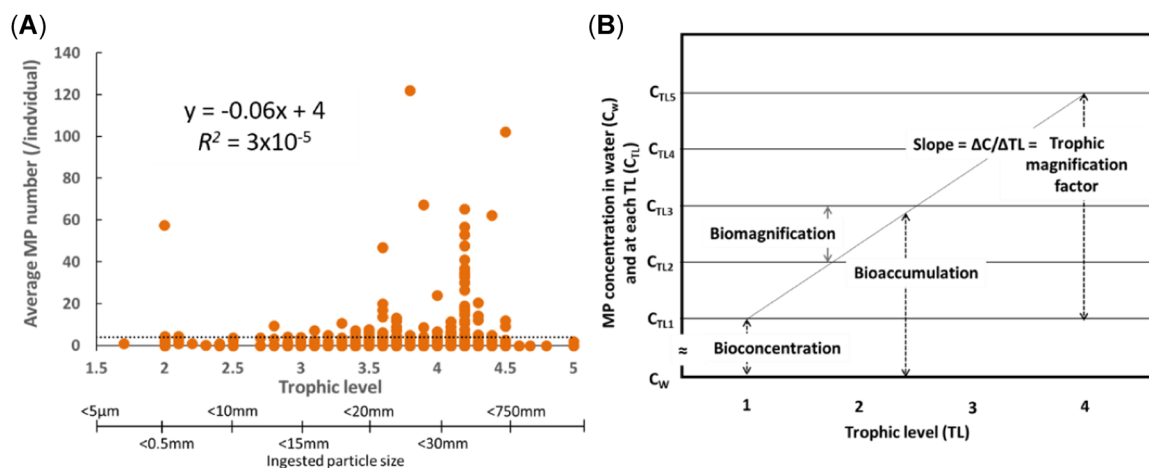 (A)
Average MP number (/indvidual)
140
120
100
80
60
40
20
0
y = -0.06x + 4
R² = 3x10⁻⁵
1.5 2 2.5 3 3.5 4 4.5 5
Trophic level
<5µm <10mm <20mm <750mm
<0.5mm <15mm <30mm
Ingested particle size
(B)
MP concentration in water (Cw)
and at each TL (CTL)
CTL5
CTL4
CTL3
CTL2
CTL1
≈
CW
Slope = ΔC/ΔTL = Trophic
magnification
factor
Biomagnification
Bioaccumulation
Bioconcentration
1 2 3 4
Trophic level (TL)